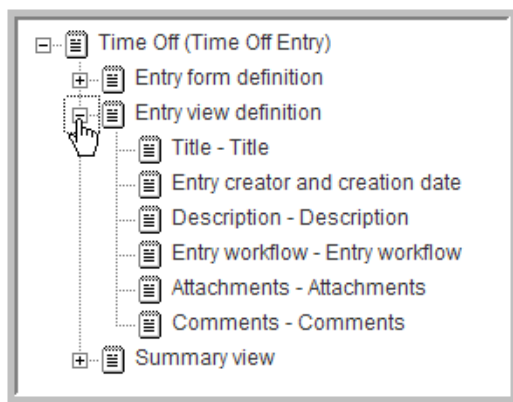 Time Off (Time Off Entry)
Entry form definition
Entry view definition
Title - Title
Entry creator and creation date
Description - Description
Entry workflow - Entry workflow
Attachments - Attachments
Comments - Comments
Summary view